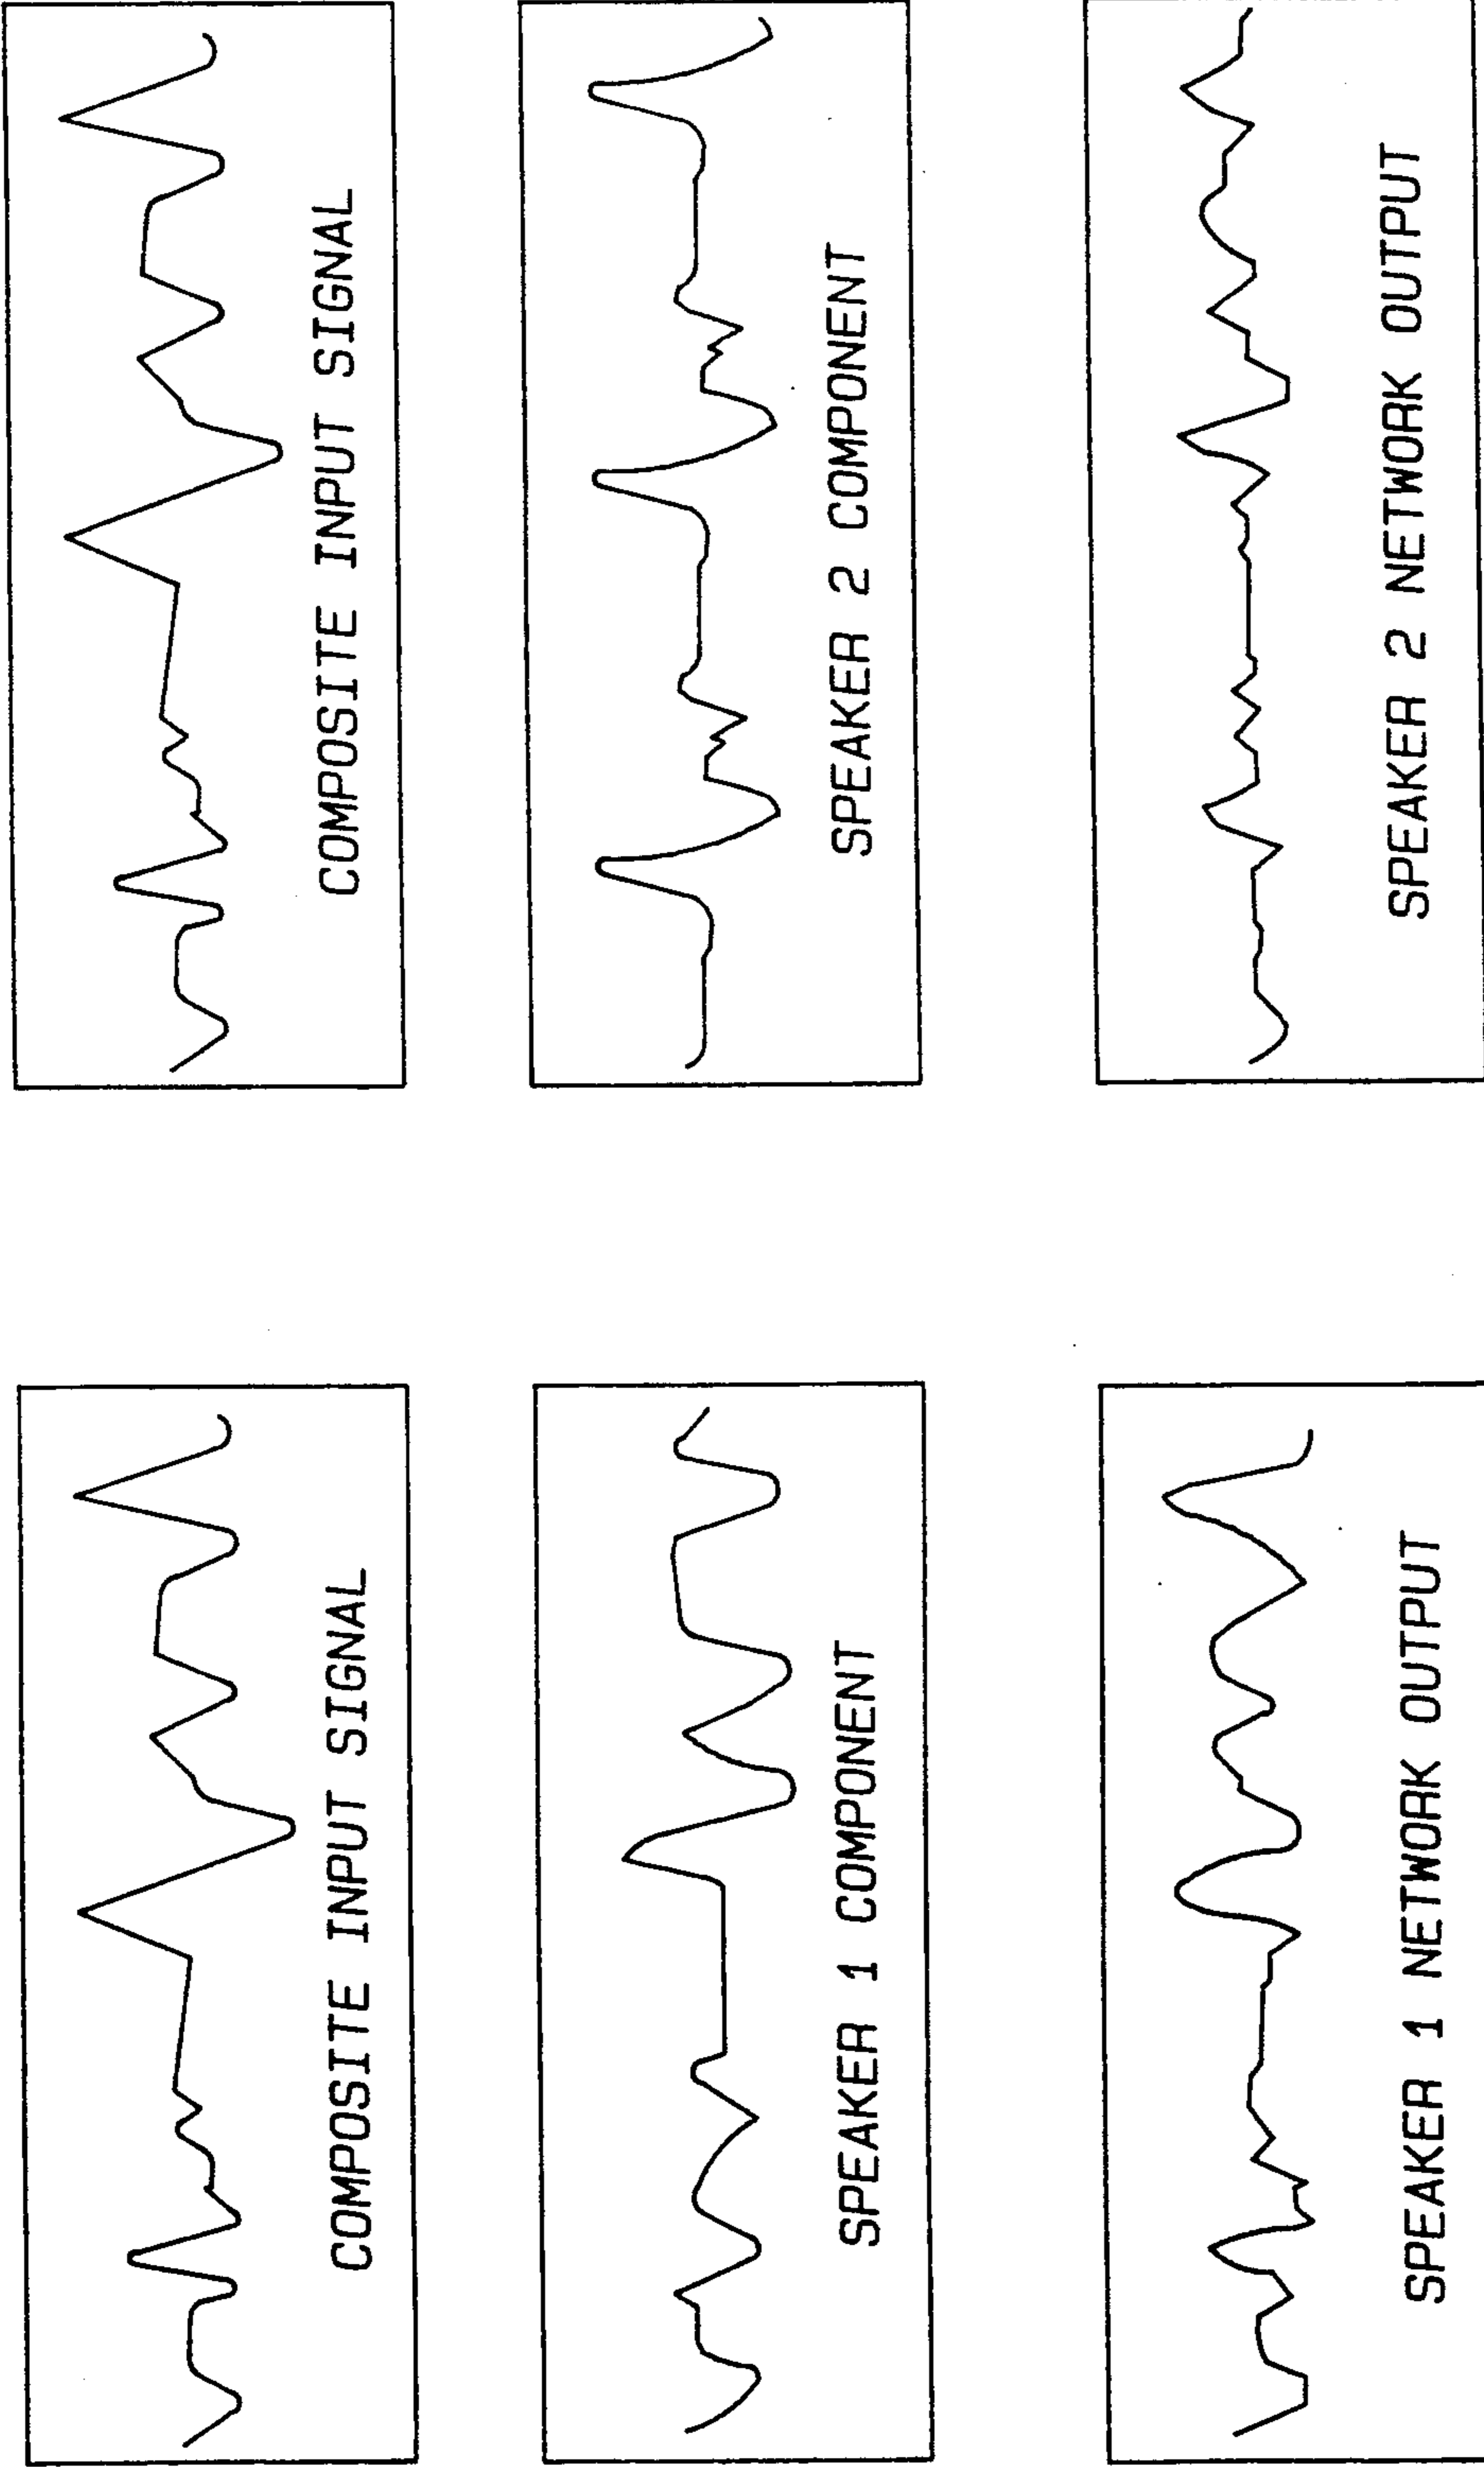 COMPOSITE INPUT SIGNAL
SPEAKER 1 COMPONENT
SPEAKER 1 NETWORK OUTPUT
COMPOSITE INPUT SIGNAL
SPEAKER 2 COMPONENT
SPEAKER 2 NETWORK OUTPUT